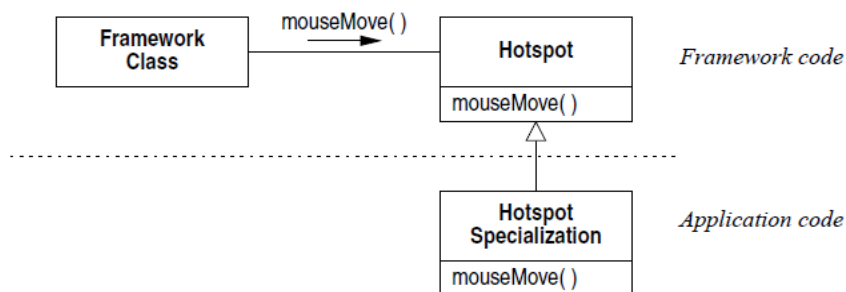 mouseMove( )
Framework
Class
Hotspot
Framework code
mouseMove( )
Hotspot
Specialization
Application code
mouseMove( )